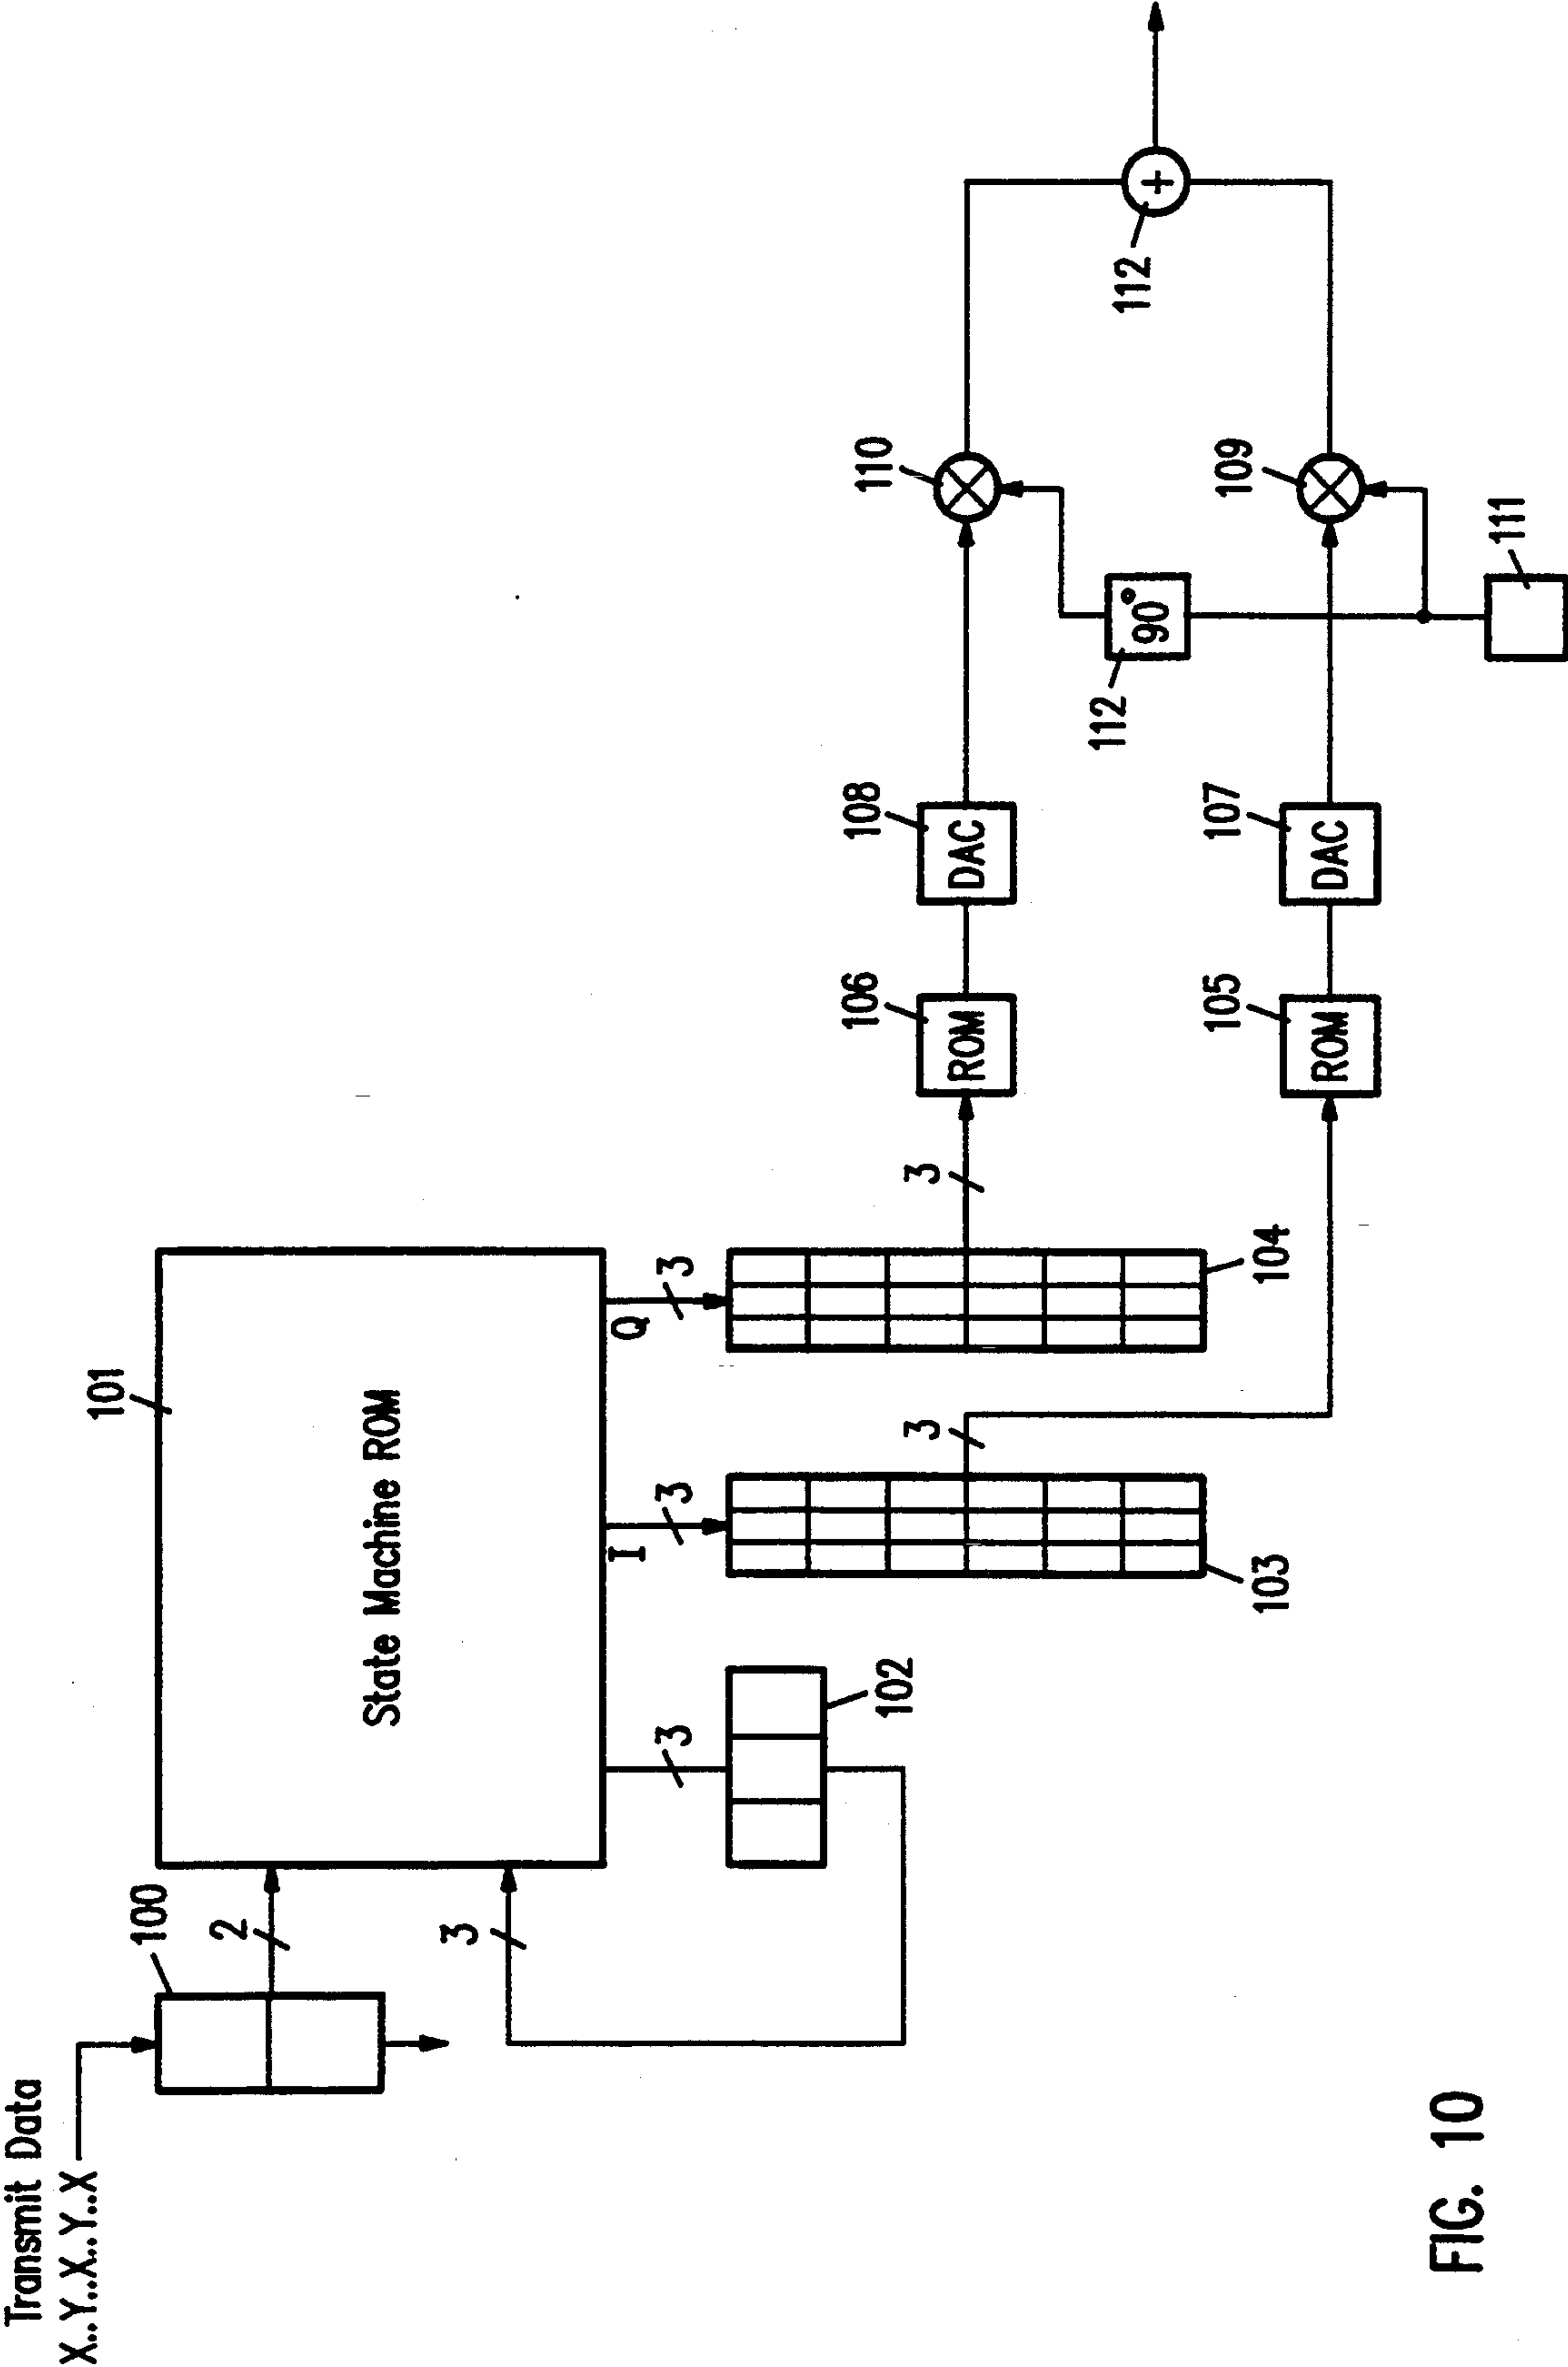 Transmit Data
X..Y..X..Y..X
100
2
3
101
State Machine ROM
3
I
3
Q
3
102
103
104
3
3
106
ROM
108
DAC
110
105
ROM
107
DAC
109
112
90°
111
112
+
FIG. 10